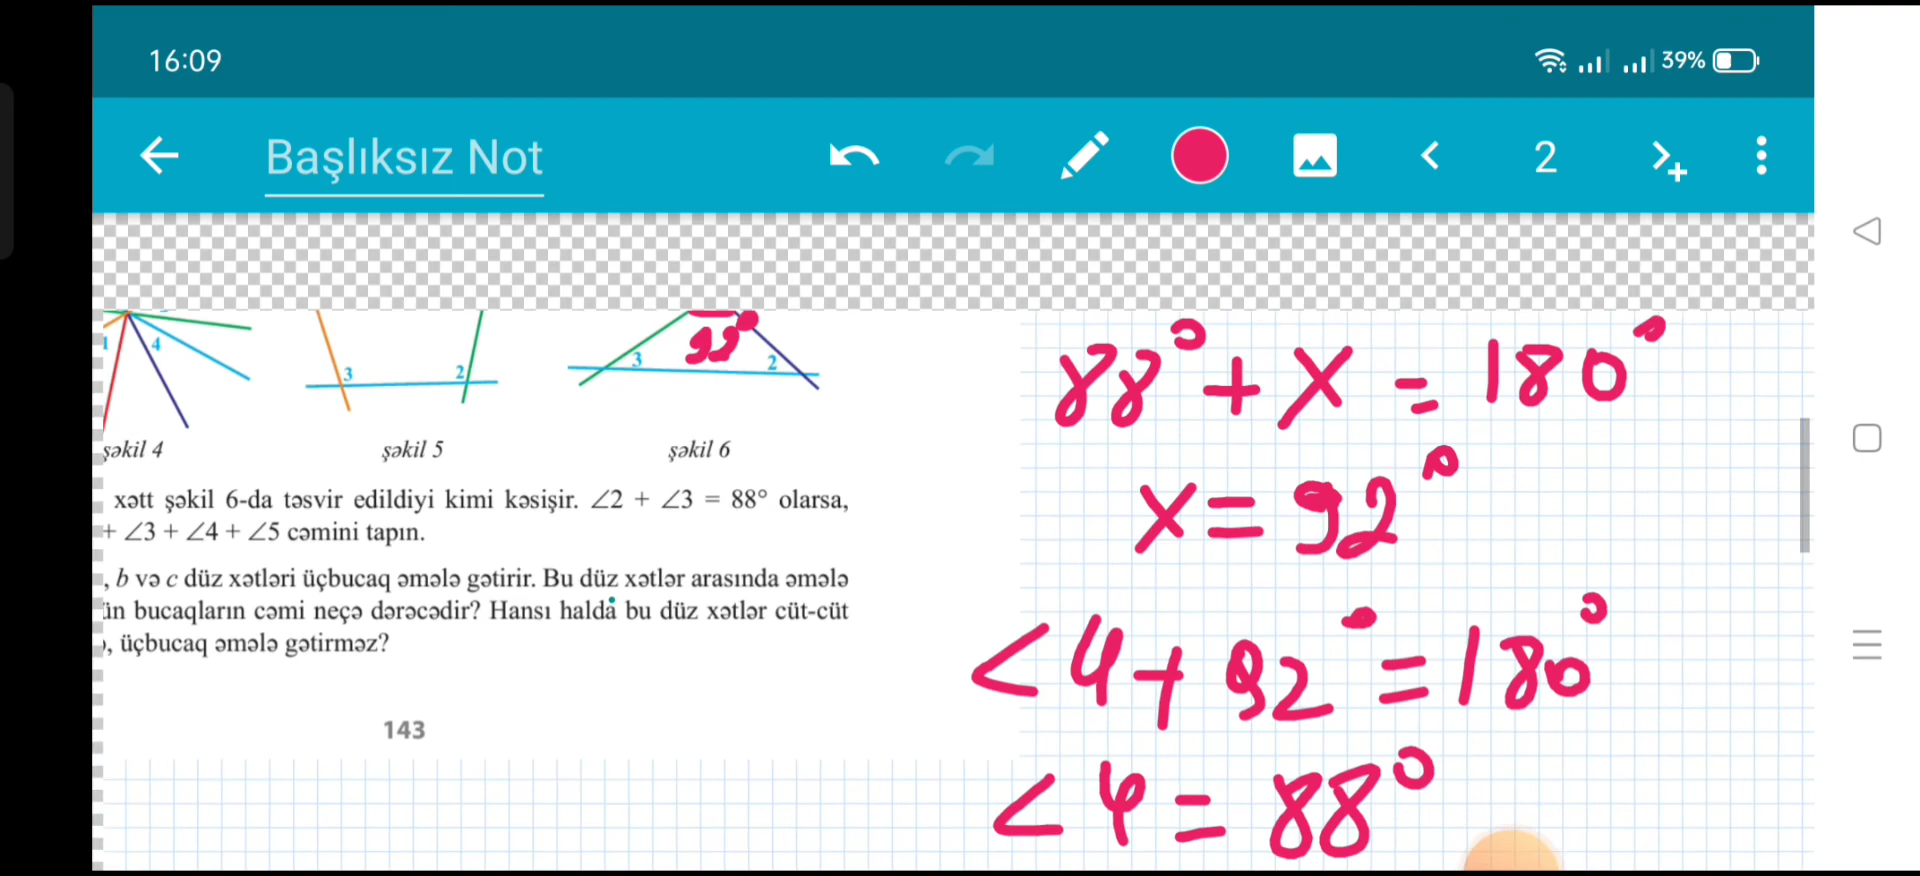 16:09
39%
Başlıksız Not
2
1
4
3
2
3
92°
2
şəkil 4
şəkil 5
şəkil 6
xətt şəkil 6-da təsvir edildiyi kimi kəsişir. ∠2 + ∠3 = 88° olarsa,
+ ∠3 + ∠4 + ∠5 cəmini tapın.
, b və c düz xətləri üçbucaq əmələ gətirir. Bu düz xətlər arasında əmələ
ün bucaqların cəmi neçə dərəcədir? Hansı halda bu düz xətlər cüt-cüt
, üçbucaq əmələ gətirməz?
143
88° + x = 180°
x = 92°
<4 + 92° = 180°
<4 = 88°